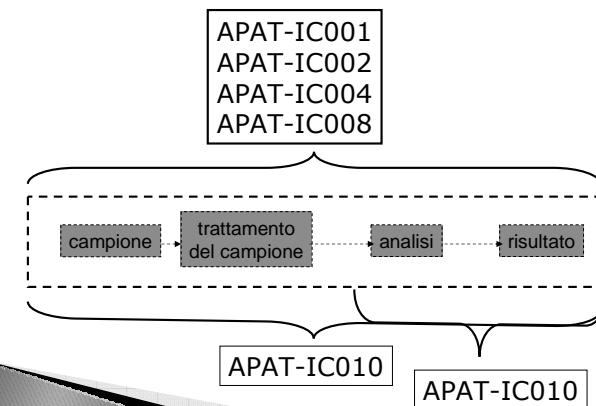 APAT-IC001
APAT-IC002
APAT-IC004
APAT-IC008
campione
trattamento
del campione
analisi
risultato
APAT-IC010
APAT-IC010